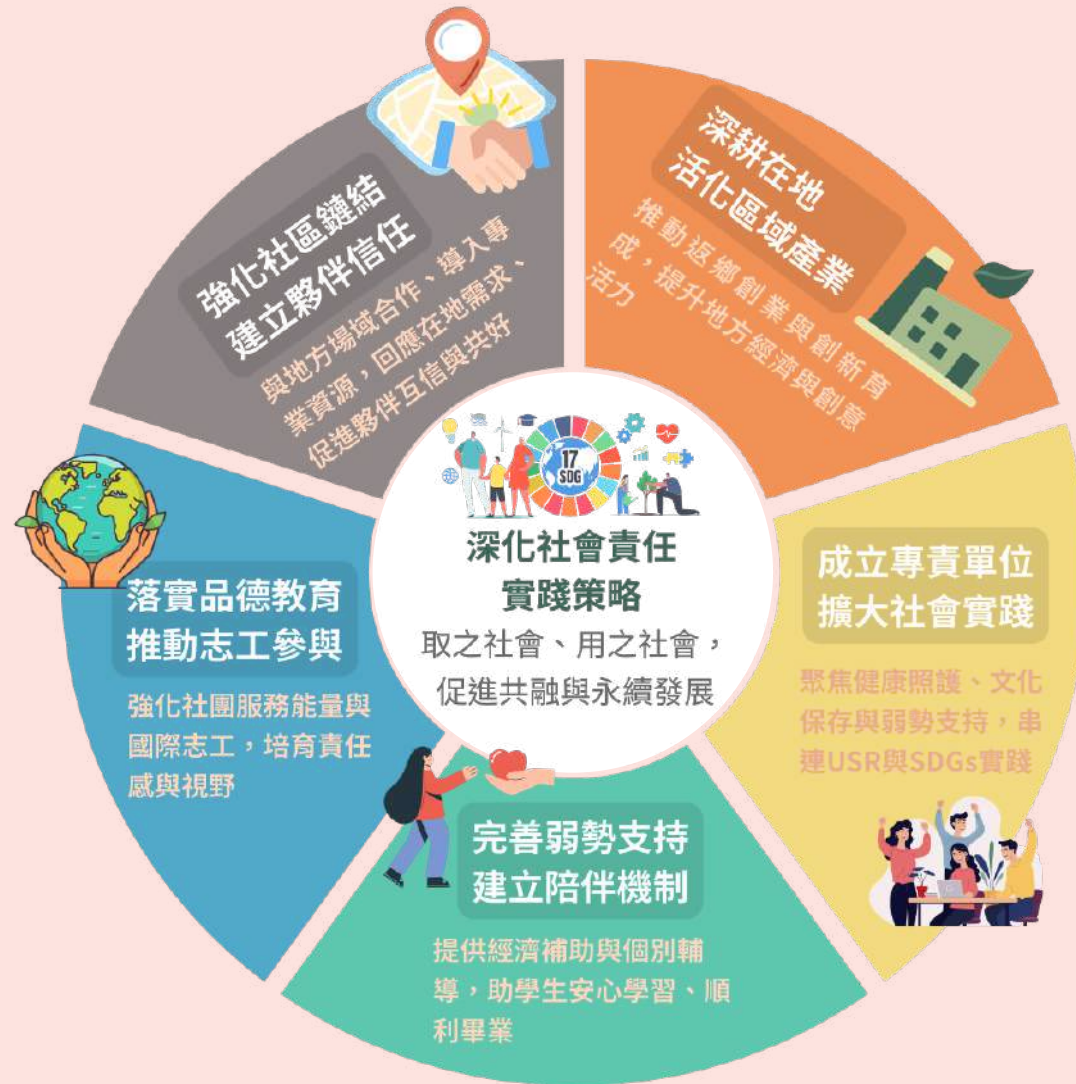 17
SDG
深化社會責任
實踐策略
取之社會、用之社會，
促進共融與永續發展
深耕在地
活化區域產業
推動返鄉創業與創新育
成，提升地方經濟與創意
活力
成立專責單位
擴大社會實踐
聚焦健康照護、文化
保存與弱勢支持，串
連USR與SDGs實踐
完善弱勢支持
建立陪伴機制
提供經濟補助與個別輔
導，助學生安心學習、順
利畢業
落實品德教育
推動志工參與
強化社團服務能量與
國際志工，培育責任
感與視野
強化社區鏈結
建立夥伴信任
與地方場域合作、導入專
業資源，回應在地需求、
促進夥伴互信與共好